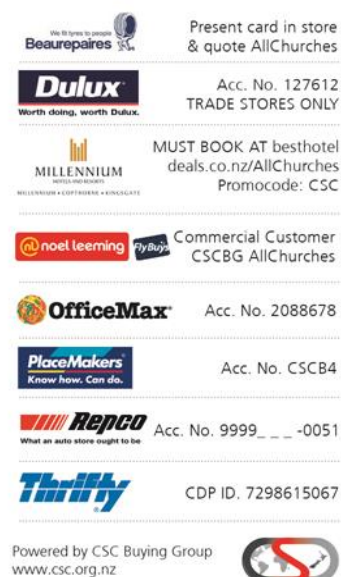 We fit tyres to people
Beaurepaires
Present card in store
& quote AllChurches
Dulux
Worth doing, worth Dulux.
Acc. No. 127612
TRADE STORES ONLY
MILLENNIUM
HOTELS AND RESORTS
MILLENNIUM • COPTHORNE • KINGSGATE
MUST BOOK AT besthotel
deals.co.nz/AllChurches
Promocode: CSC
nl noel leeming FlyBuys
Commercial Customer
CSCBG AllChurches
OfficeMax
Acc. No. 2088678
PlaceMakers
Know how. Can do.
Acc. No. CSCB4
Repco
What an auto store ought to be
Acc. No. 9999_ _ _ -0051
Thrifty
CDP ID. 7298615067
Powered by CSC Buying Group
www.csc.org.nz